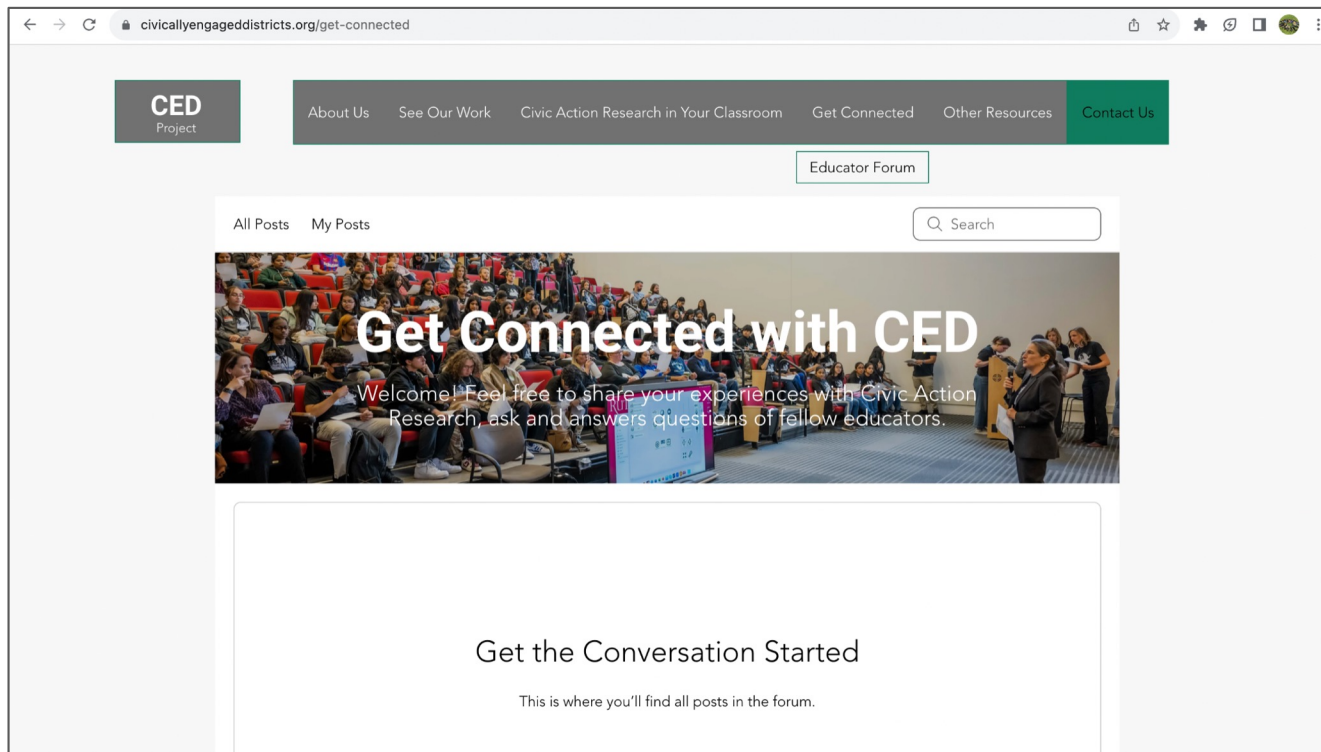 civicallyengageddistricts.org/get-connected
CED
Project
About Us See Our Work Civic Action Research in Your Classroom Get Connected Other Resources Contact Us
Educator Forum
All Posts My Posts Search
Get Connected with CED
Welcome! Feel free to share your experiences with Civic Action
Research, ask and answers questions of fellow educators.
RU
Get the Conversation Started
This is where you'll find all posts in the forum.